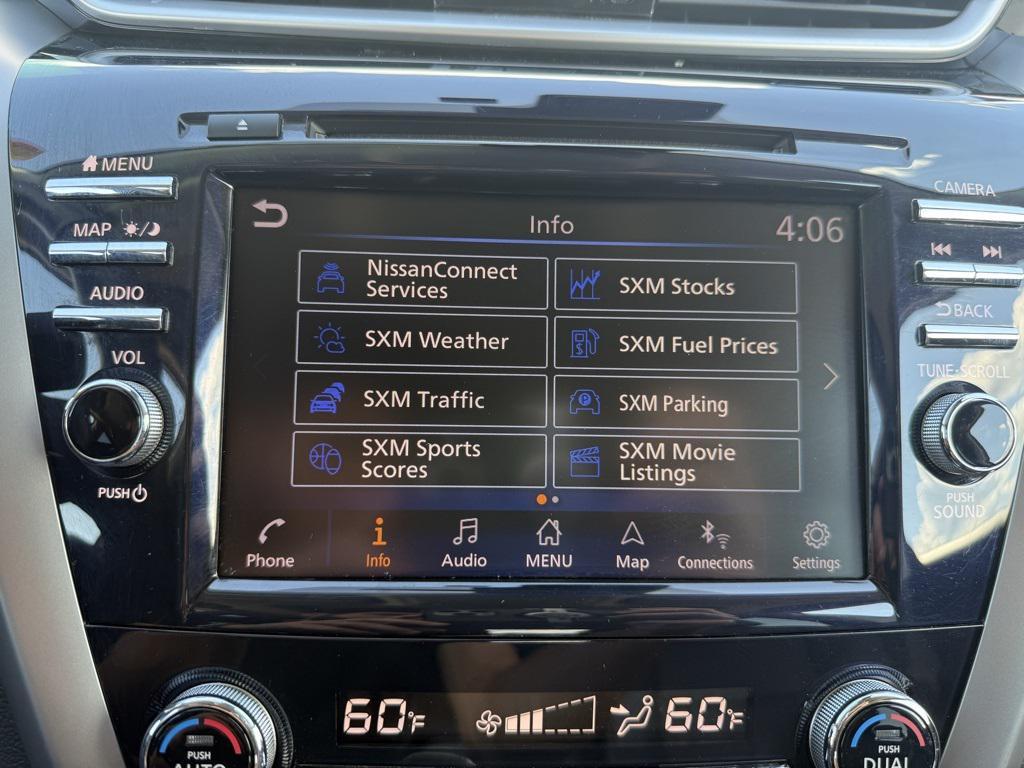 MENU
MAP
AUDIO
VOL
PUSH
Info
4:06
NissanConnect
Services
SXM Stocks
SXM Weather
SXM Fuel Prices
SXM Traffic
SXM Parking
SXM Sports
Scores
SXM Movie
Listings
Phone
Info
Audio
MENU
Map
Connections
Settings
CAMERA
BACK
TUNE·SCROLL
PUSH
SOUND
60°F
60°F
PUSH
AUTO
PUSH
DUAL